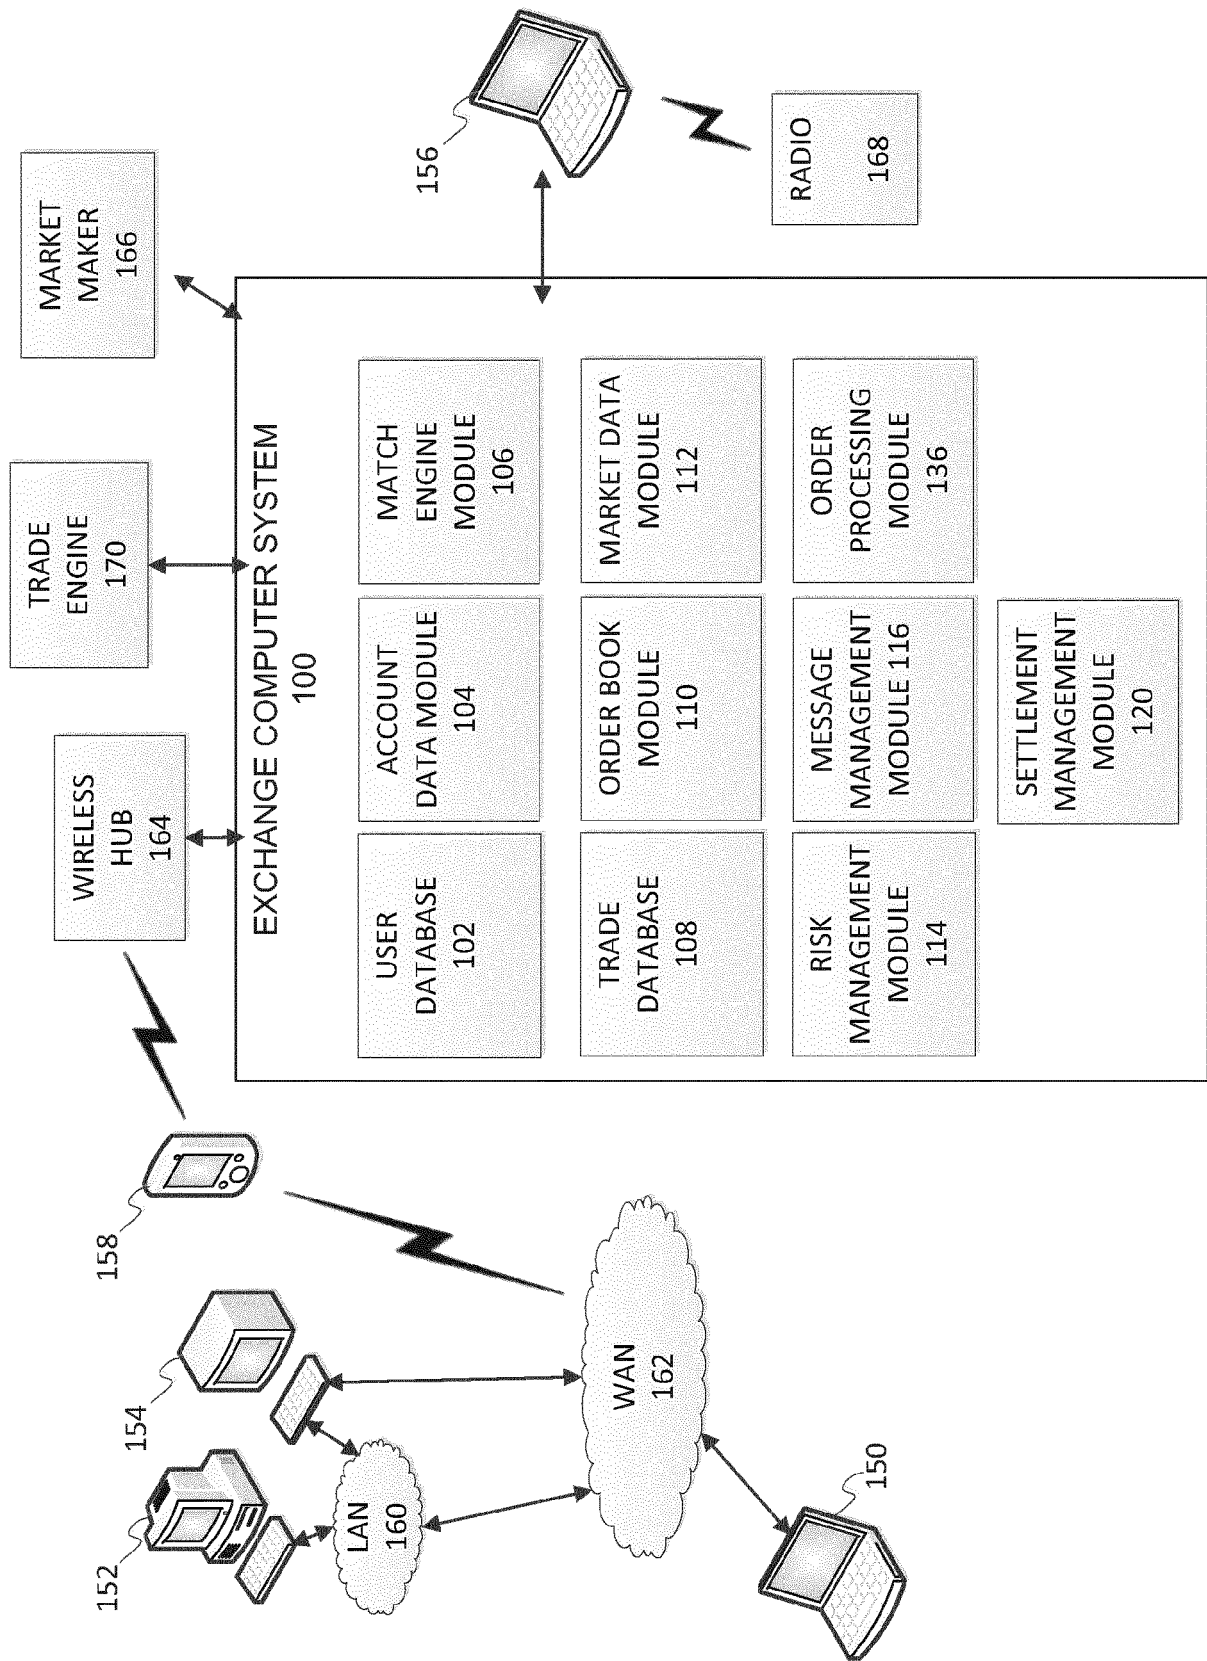 152
154
158
LAN
160
WAN
162
150
WIRELESS
HUB
164
TRADE
ENGINE
170
MARKET
MAKER
166
EXCHANGE COMPUTER SYSTEM
100
USER
DATABASE
102
ACCOUNT
DATA MODULE
104
MATCH
ENGINE
MODULE
106
TRADE
DATABASE
108
ORDER BOOK
MODULE
110
MARKET DATA
MODULE
112
RISK
MANAGEMENT
MODULE
114
MESSAGE
MANAGEMENT
MODULE 116
ORDER
PROCESSING
MODULE
136
SETTLEMENT
MANAGEMENT
MODULE
120
156
RADIO
168